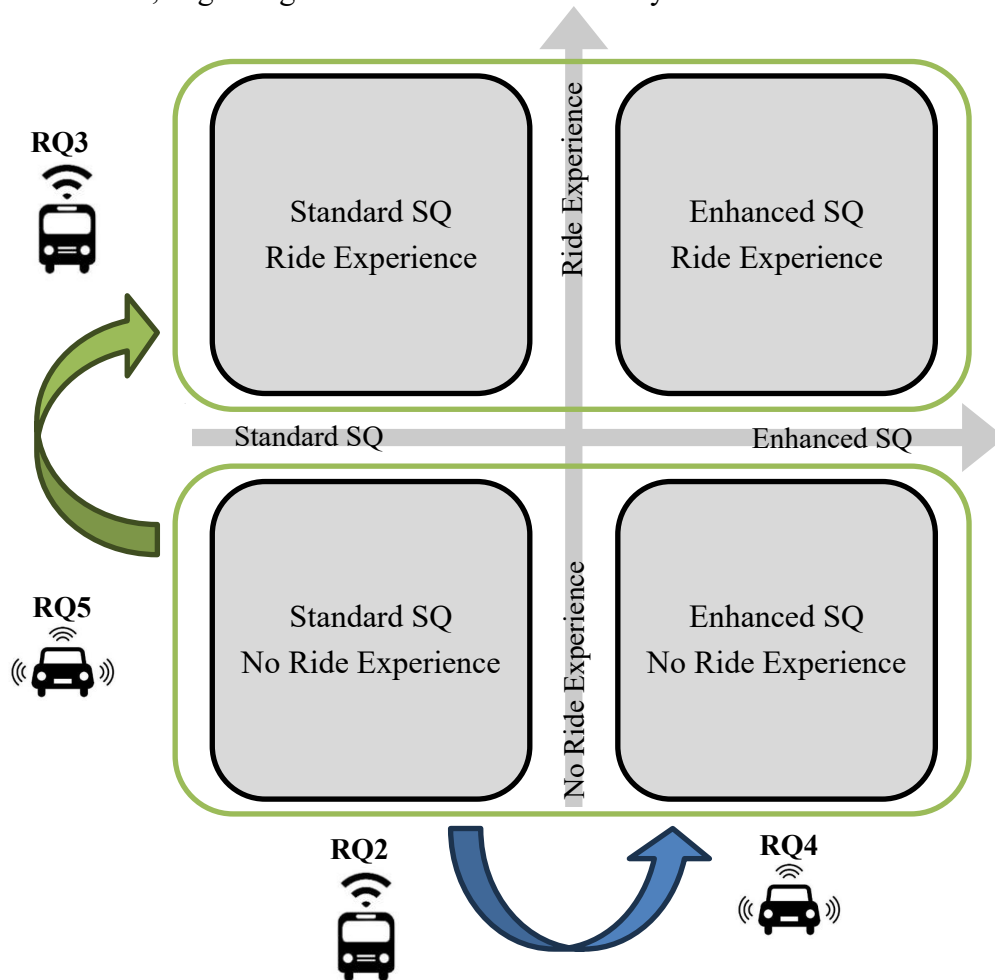 RQ3
Ride Experience
Standard SQ
Ride Experience
Enhanced SQ
Ride Experience
Standard SQ
Enhanced SQ
RQ5
No Ride Experience
Standard SQ
No Ride Experience
Enhanced SQ
No Ride Experience
RQ2
RQ4